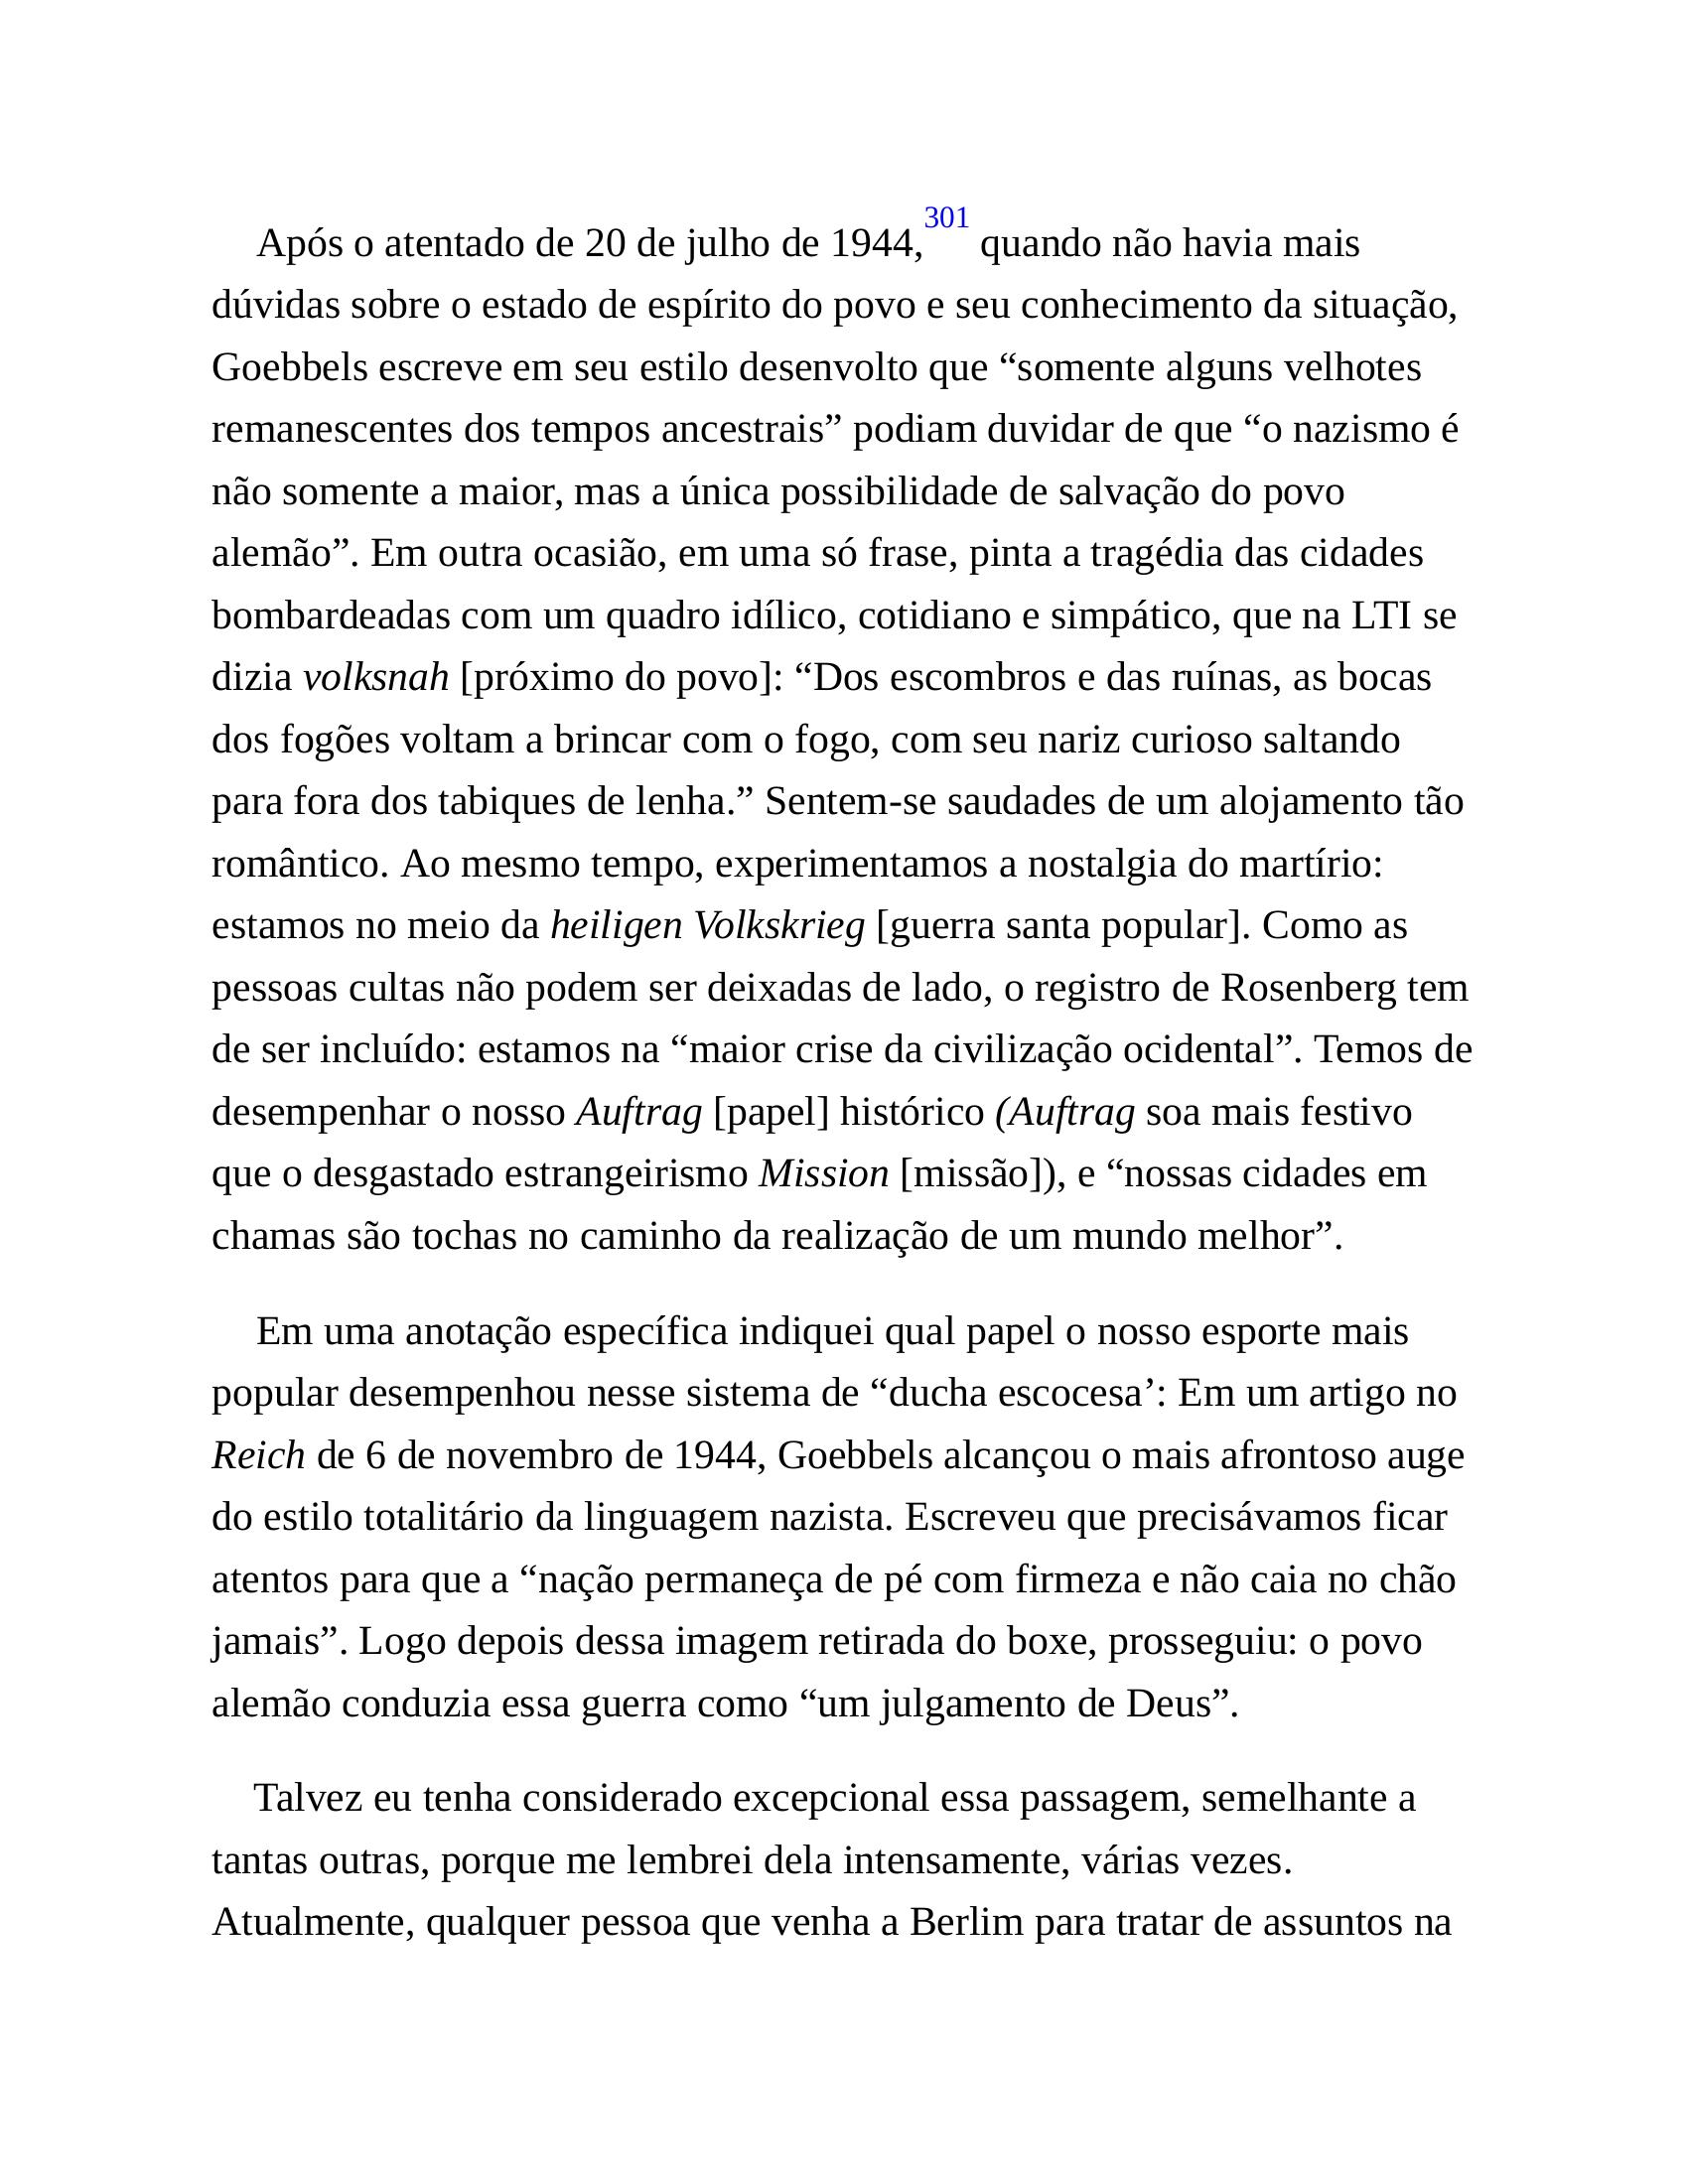 Após o atentado de 20 de julho de 1944,301 quando não havia mais
dúvidas sobre o estado de espírito do povo e seu conhecimento da situação,
Goebbels escreve em seu estilo desenvolto que “somente alguns velhotes
remanescentes dos tempos ancestrais” podiam duvidar de que “o nazismo é
não somente a maior, mas a única possibilidade de salvação do povo
alemão”. Em outra ocasião, em uma só frase, pinta a tragédia das cidades
bombardeadas com um quadro idílico, cotidiano e simpático, que na LTI se
dizia volksnah [próximo do povo]: “Dos escombros e das ruínas, as bocas
dos fogões voltam a brincar com o fogo, com seu nariz curioso saltando
para fora dos tabiques de lenha.” Sentem-se saudades de um alojamento tão
romântico. Ao mesmo tempo, experimentamos a nostalgia do martírio:
estamos no meio da heiligen Volkskrieg [guerra santa popular]. Como as
pessoas cultas não podem ser deixadas de lado, o registro de Rosenberg tem
de ser incluído: estamos na “maior crise da civilização ocidental”. Temos de
desempenhar o nosso Auftrag [papel] histórico (Auftrag soa mais festivo
que o desgastado estrangeirismo Mission [missão]), e “nossas cidades em
chamas são tochas no caminho da realização de um mundo melhor”.
Em uma anotação específica indiquei qual papel o nosso esporte mais
popular desempenhou nesse sistema de “ducha escocesa’: Em um artigo no
Reich de 6 de novembro de 1944, Goebbels alcançou o mais afrontoso auge
do estilo totalitário da linguagem nazista. Escreveu que precisávamos ficar
atentos para que a “nação permaneça de pé com firmeza e não caia no chão
jamais”. Logo depois dessa imagem retirada do boxe, prosseguiu: o povo
alemão conduzia essa guerra como “um julgamento de Deus”.
Talvez eu tenha considerado excepcional essa passagem, semelhante a
tantas outras, porque me lembrei dela intensamente, várias vezes.
Atualmente, qualquer pessoa que venha a Berlim para tratar de assuntos na